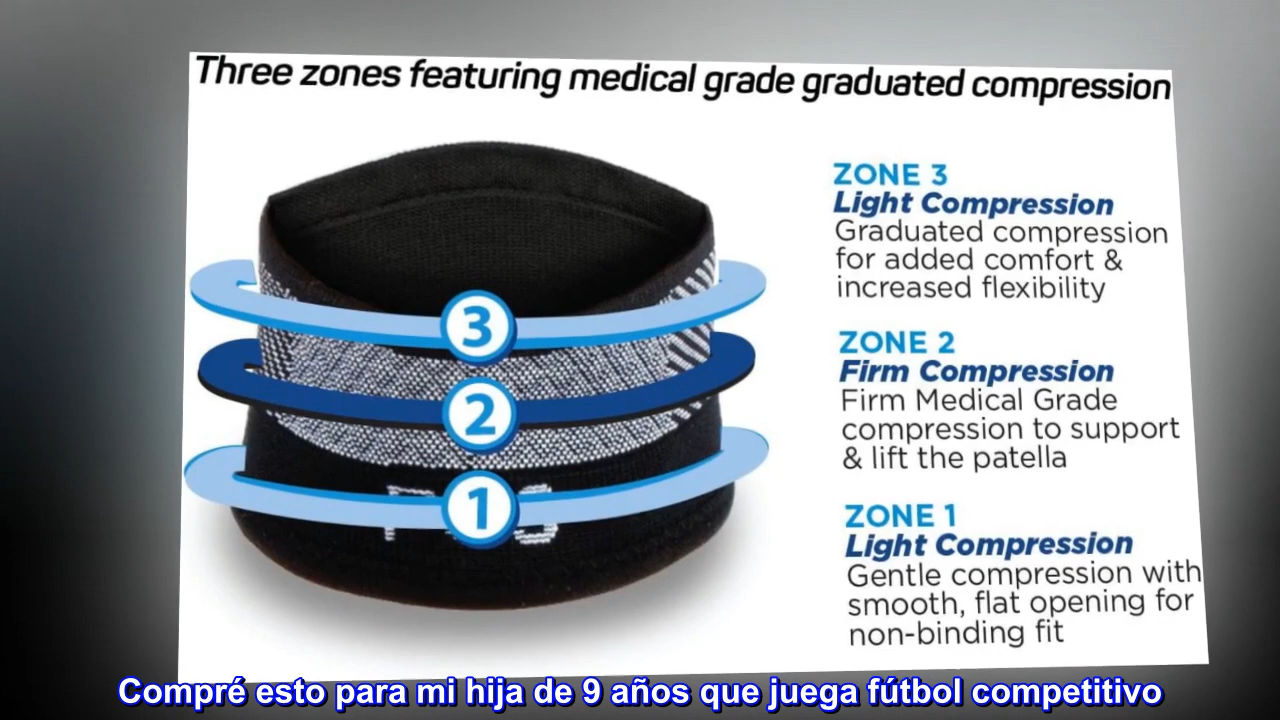 Three zones featuring medical grade graduated compression
ZONE 3
Light Compression
Graduated compression
for added comfort &
increased flexibility
3
ZONE 2
Firm Compression
Firm Medical Grade
compression to support
& lift the patella
2
ZONE 1
Light Compression
Gentle compression with
smooth, flat opening for
non-binding fit
1
Compré esto para mi hija de 9 años que juega fútbol competitivo